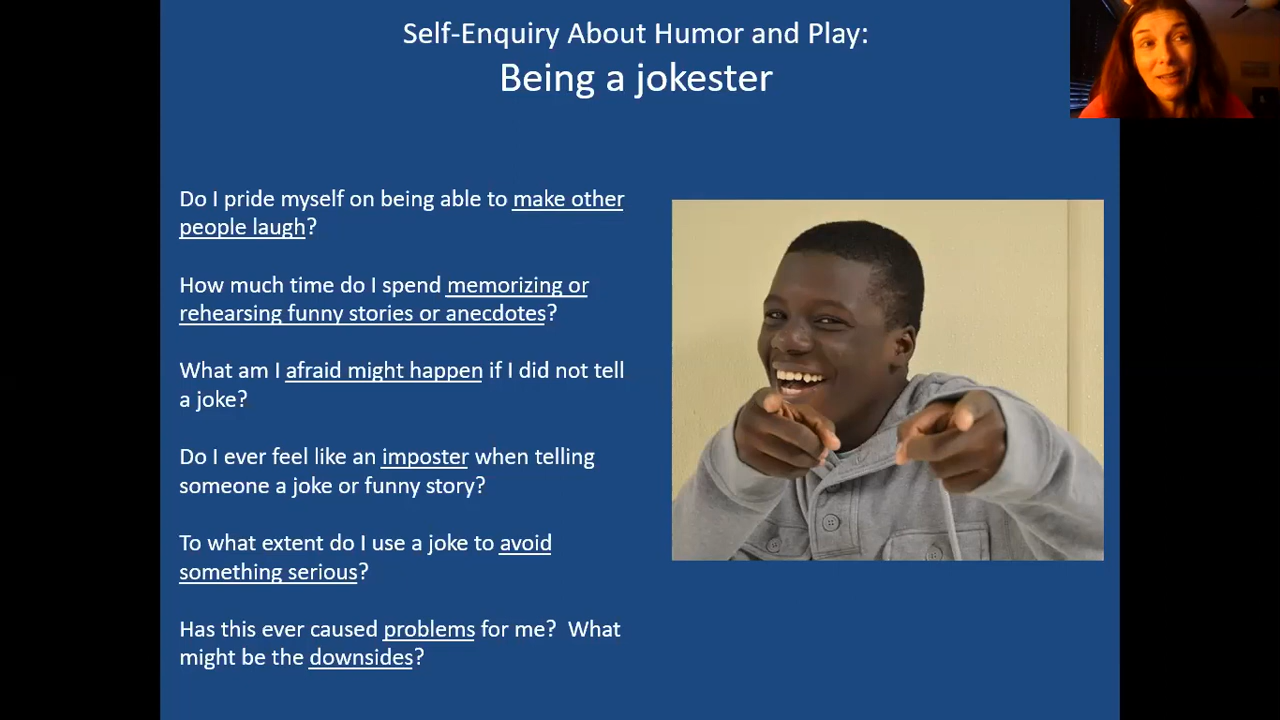 Self-Enquiry About Humor and Play:
Being a jokester
Do I pride myself on being able to make other
people laugh?
How much time do I spend memorizing or
rehearsing funny stories or anecdotes?
What am I afraid might happen if I did not tell
a joke?
Do I ever feel like an imposter when telling
someone a joke or funny story?
To what extent do I use a joke to avoid
something serious?
Has this ever caused problems for me?  What
might be the downsides?